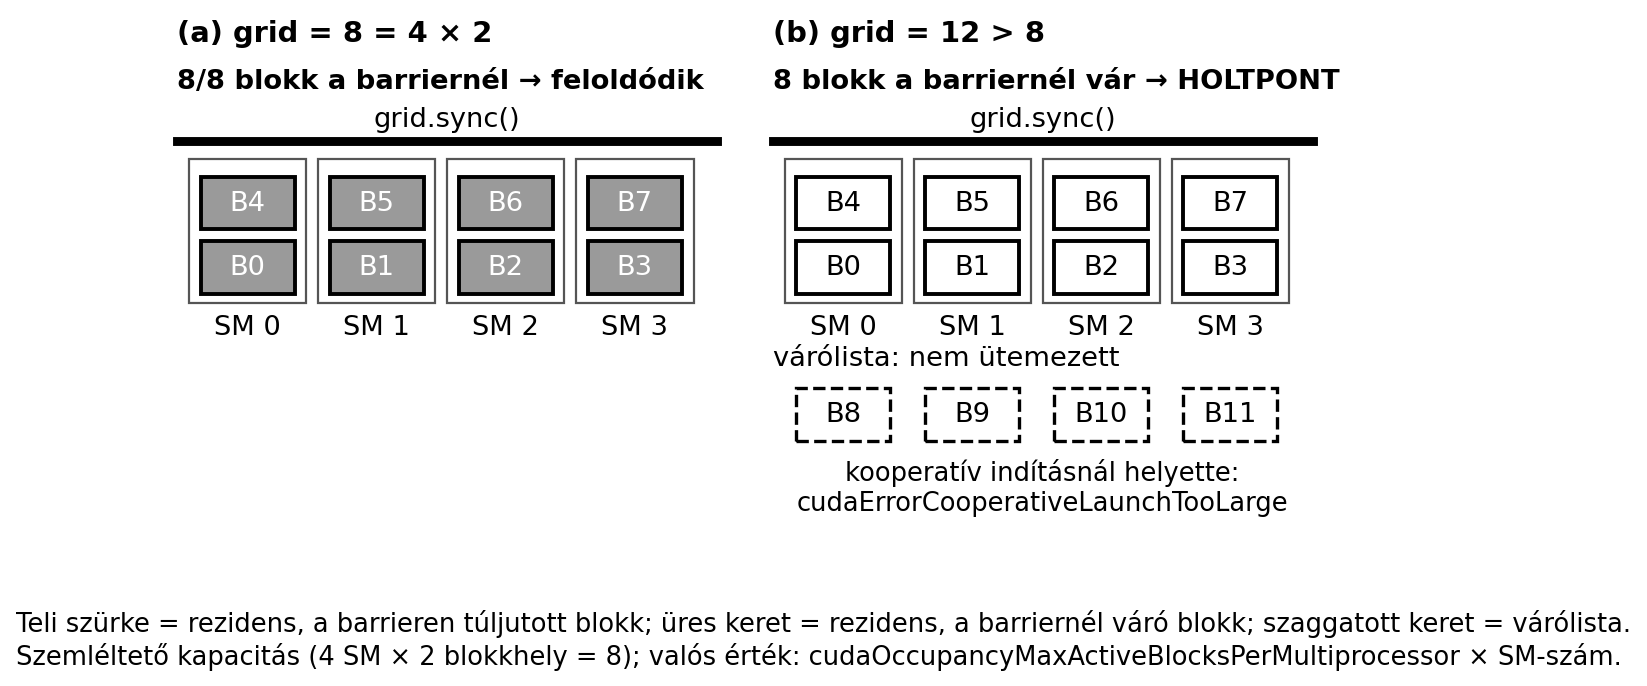 (a) grid = 8 = 4 × 2
8/8 blokk a barriernél → feloldódik
grid.sync()
B4 B5 B6 B7
B0 B1 B2 B3
SM 0 SM 1 SM 2 SM 3
(b) grid = 12 > 8
8 blokk a barriernél vár → HOLTPONT
grid.sync()
B4 B5 B6 B7
B0 B1 B2 B3
SM 0 SM 1 SM 2 SM 3
várólista: nem ütemezett
B8 B9 B10 B11
kooperatív indításnál helyette:
cudaErrorCooperativeLaunchTooLarge
Teli szürke = rezidens, a barrieren túljutott blokk; üres keret = rezidens, a barriernél váró blokk; szaggatott keret = várólista.
Szemléltető kapacitás (4 SM × 2 blokkhely = 8); valós érték: cudaOccupancyMaxActiveBlocksPerMultiprocessor × SM-szám.